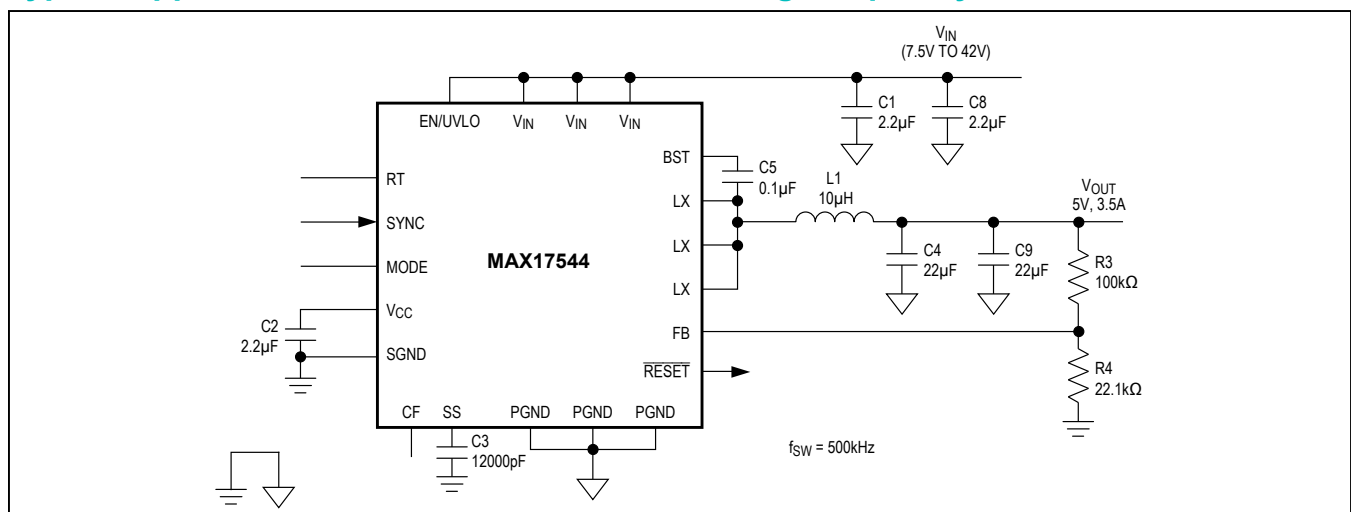 VIN
(7.5V TO 42V)
C1
2.2µF
C8
2.2µF
EN/UVLO
VIN
VIN
VIN
BST
C5
0.1µF
RT
LX
L1
10µH
VOUT
5V, 3.5A
SYNC
MAX17544
LX
C4
22µF
C9
22µF
R3
100kΩ
MODE
LX
VCC
C2
2.2µF
FB
SGND
RESET
R4
22.1kΩ
CF
SS
PGND
PGND
PGND
C3
12000pF
fSW = 500kHz